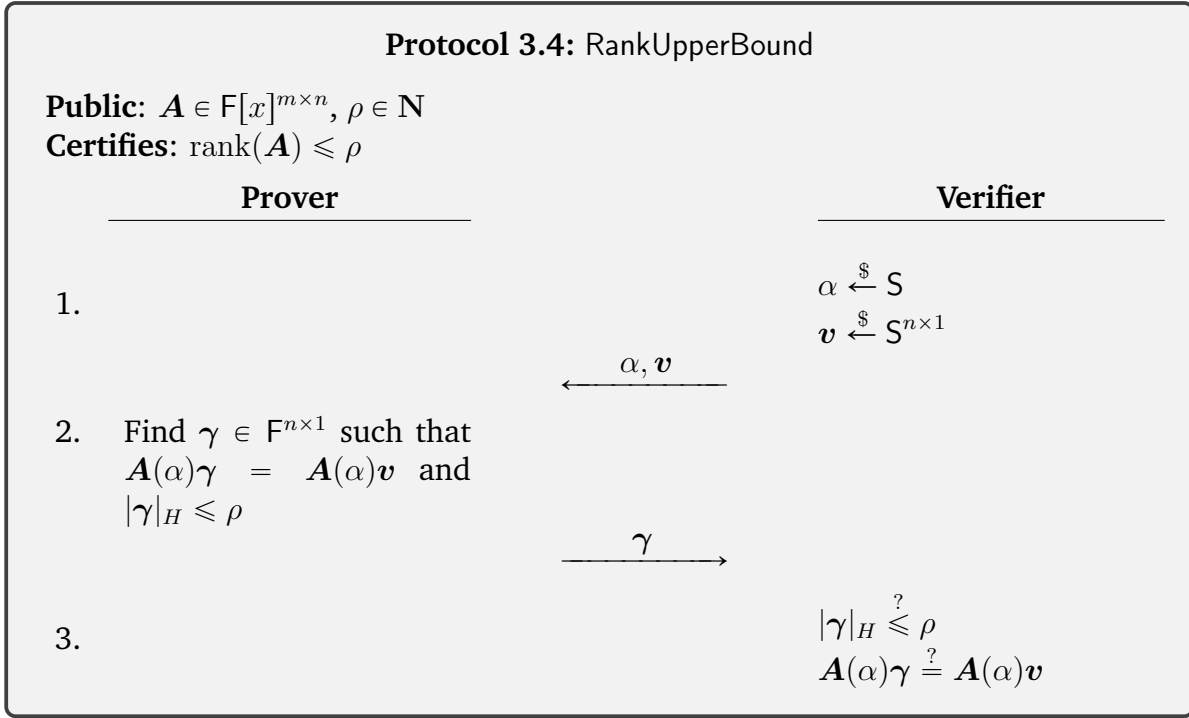 Protocol 3.4: RankUpperBound
Public: A ∈ F[x]^{m×n}, ρ ∈ N
Certifies: rank(A) ⩽ ρ
Prover Verifier
1. α ←$ S
v ←$ S^{n×1}
α, v
2. Find γ ∈ F^{n×1} such that
A(α)γ = A(α)v and
|γ|_H ⩽ ρ
γ
3. |γ|_H ⩽? ρ
A(α)γ =? A(α)v